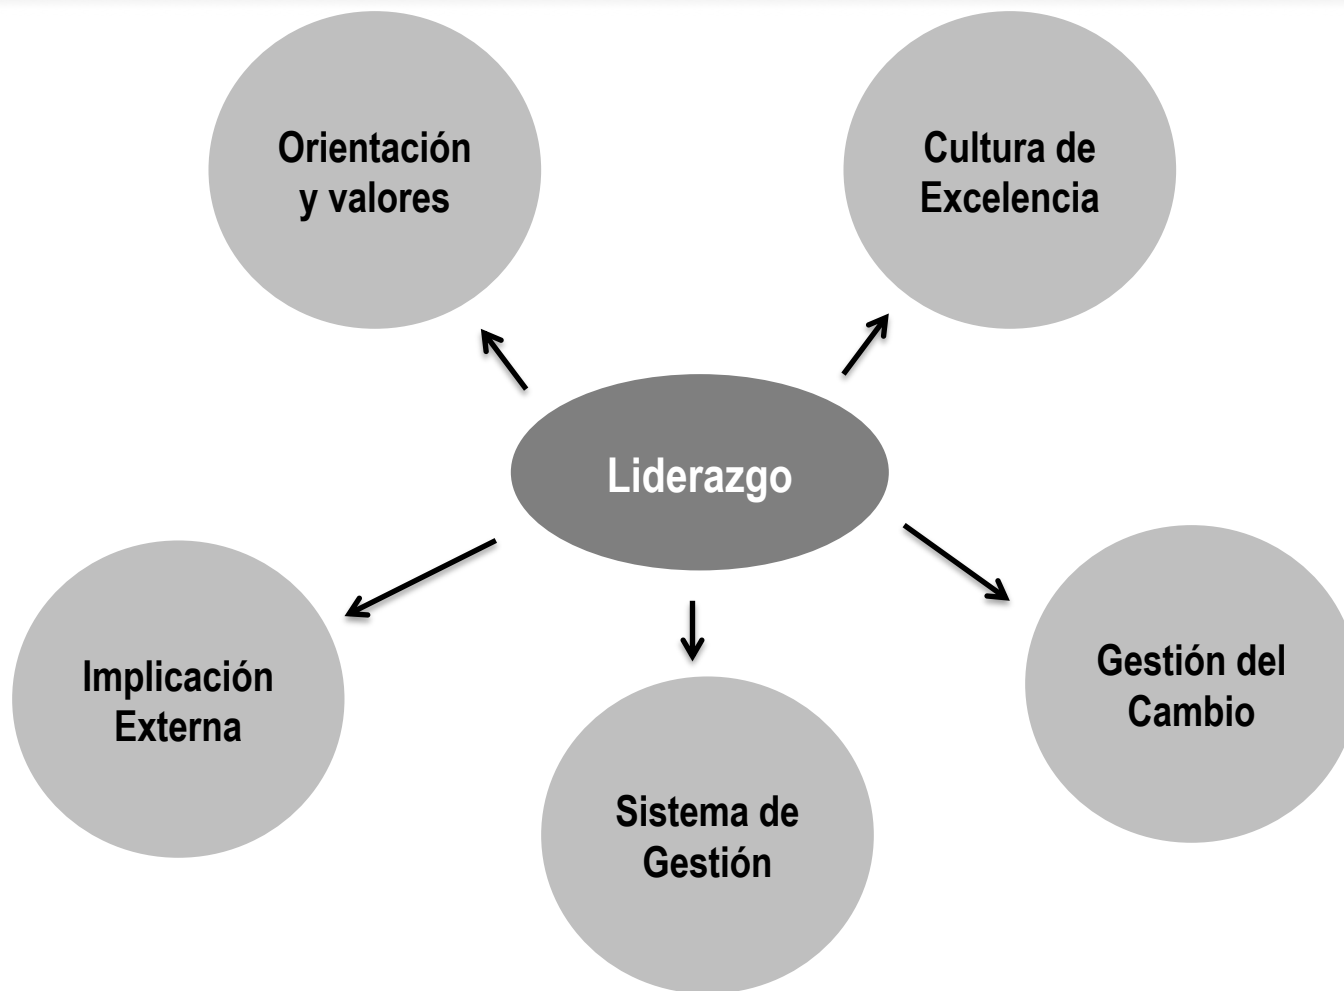 Orientación
y valores
Cultura de
Excelencia
Liderazgo
Implicación
Externa
Sistema de
Gestión
Gestión del
Cambio